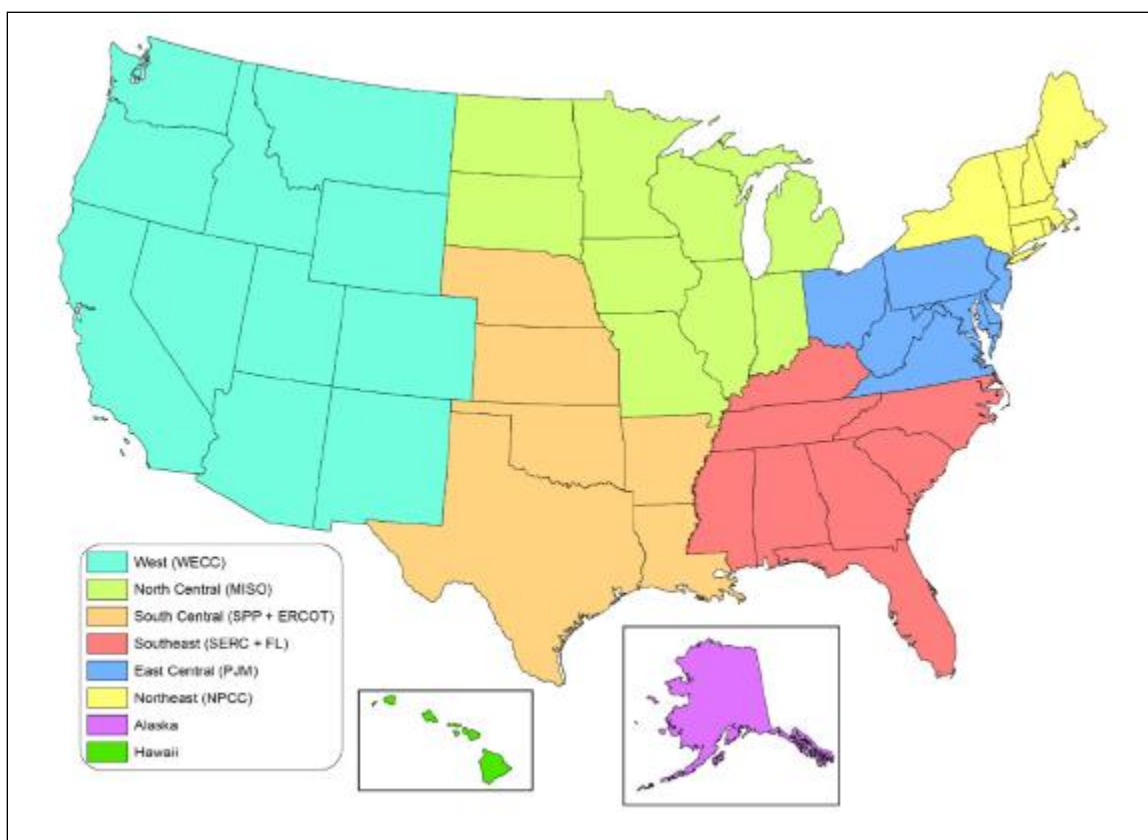 West (WECC)
North Central (MISO)
South Central (SPP + ERCOT)
Southeast (SERC + FL)
East Central (PJM)
Northeast (NPCC)
Alaska
Hawaii